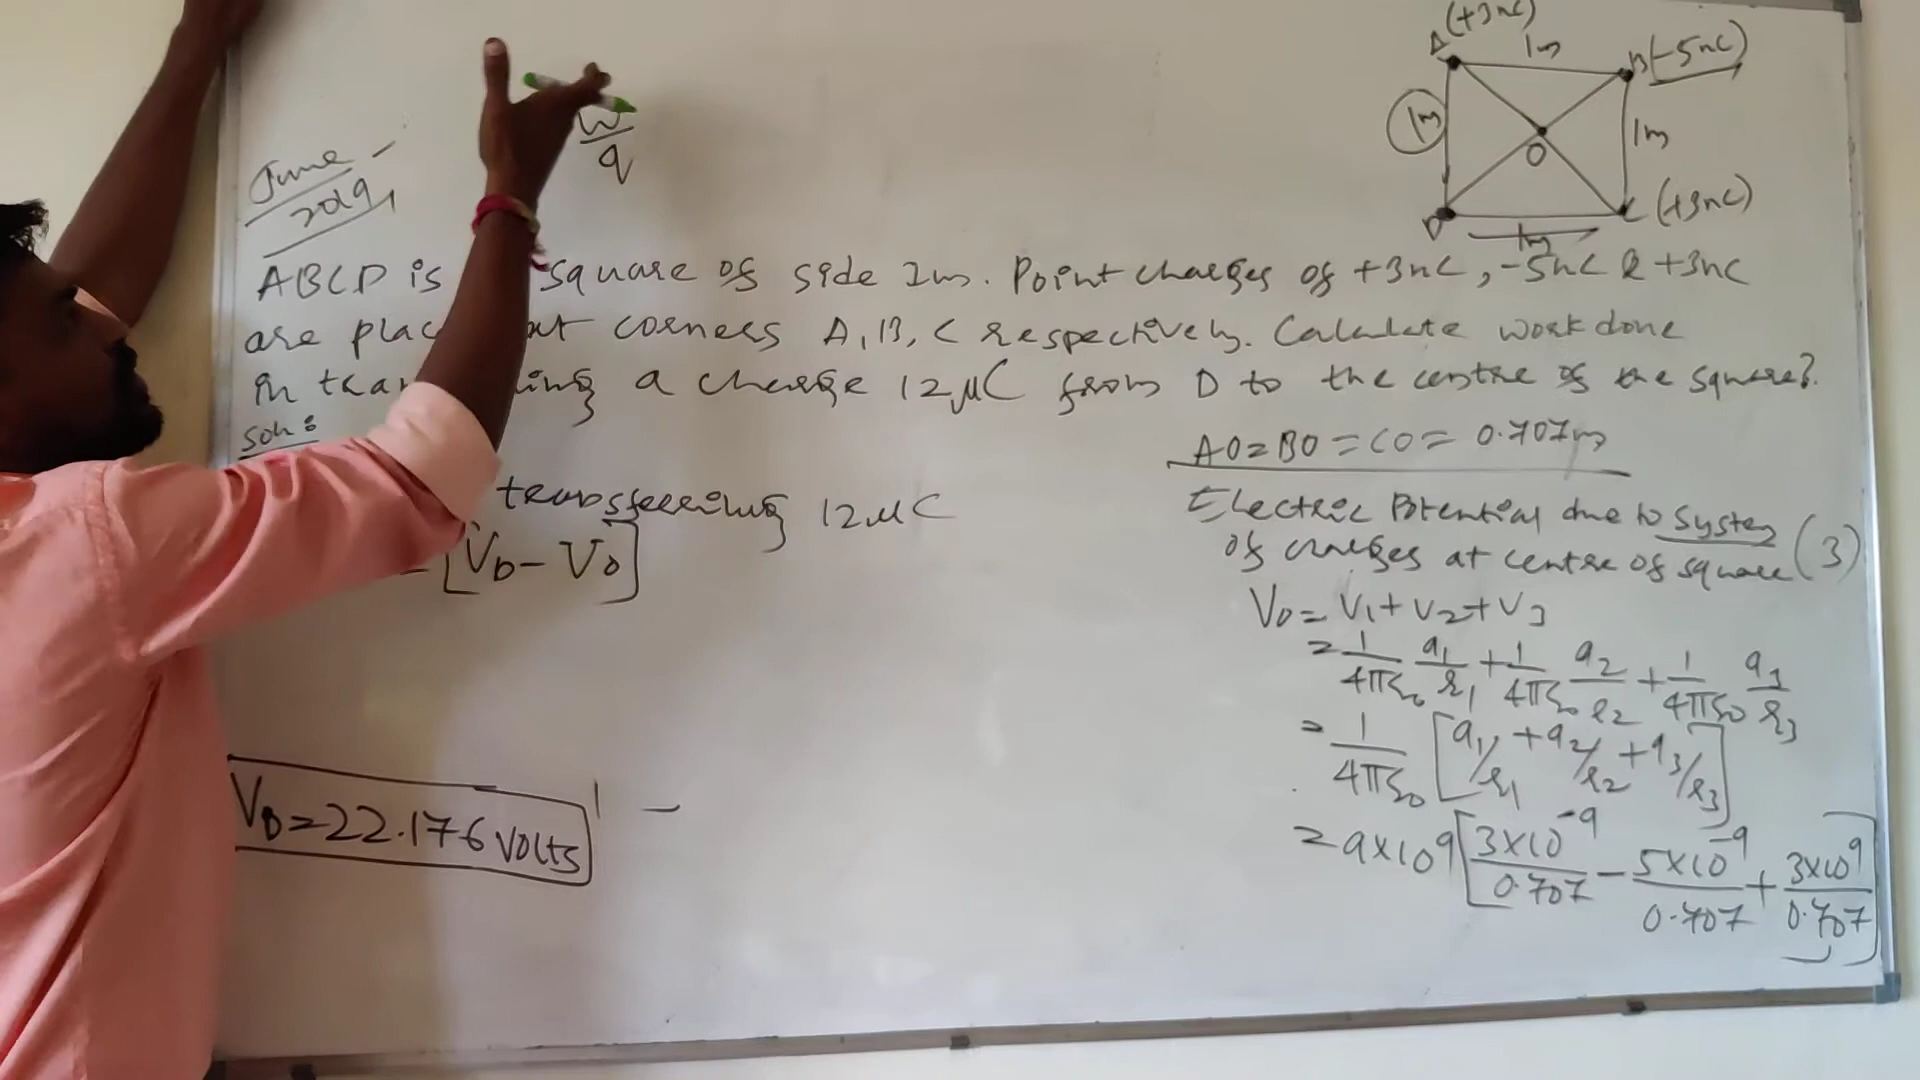 June
2019
W
q
A (+3nC)
1m
B (-5nC)
1m
1m
O
D
C (+3nC)
1m
ABCD is square of side 1m. Point charges of +3nC, -5nC & +3nC
are at corners A, B, C respectively. Calculate work done
in a charge 12μC from D to the centre of the square?
Soln:
transferring 12μC
[VD - VO]
VD = 22.176 volts
AO = BO = CO = 0.707m
Electric Potential due to system
of charges at centre of square (3)
VO = V1 + V2 + V3
= 1/4πε0 q1/r1 + 1/4πε0 q2/r2 + 1/4πε0 q3/r3
= 1/4πε0 [q1/r1 + q2/r2 + q3/r3]
= 9×10^9 [3×10^-9/0.707 - 5×10^-9/0.707 + 3×10^9/0.707]